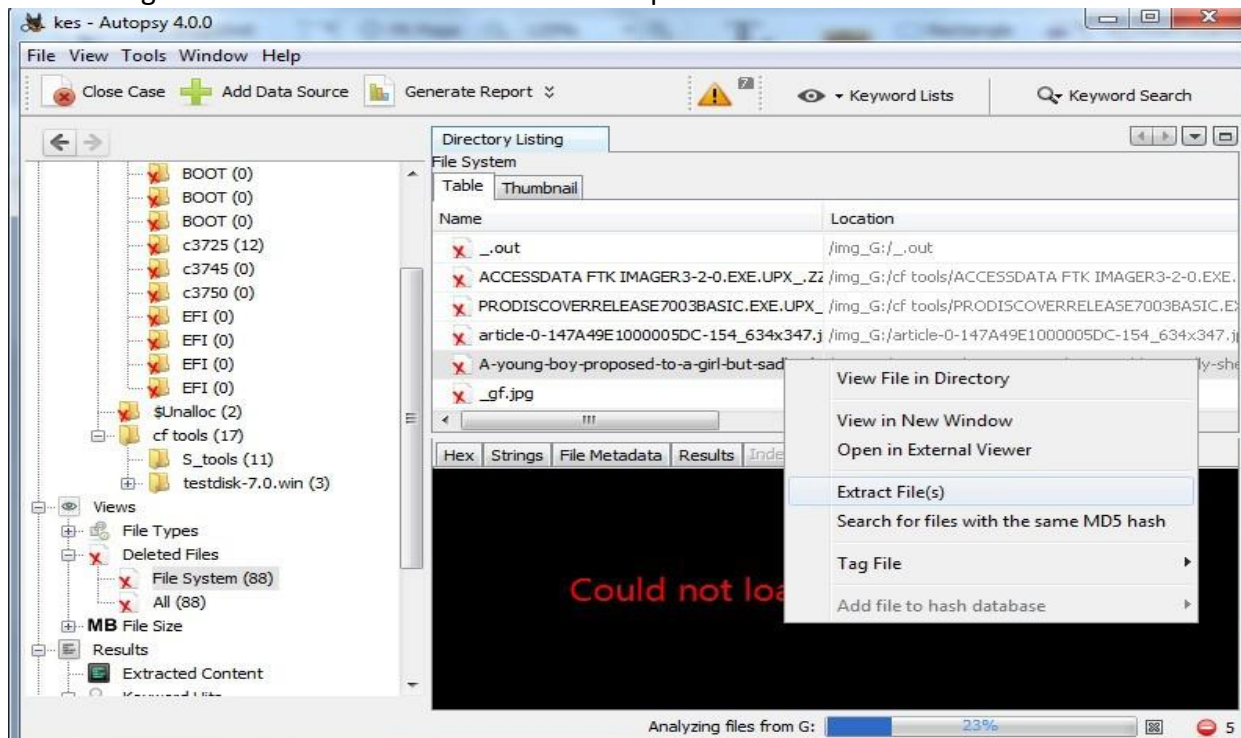 kes - Autopsy 4.0.0
File View Tools Window Help
Close Case Add Data Source Generate Report Keyword Lists Keyword Search
Directory Listing
File System
Table Thumbnail
Name Location
_.out /img_G:/_.out
ACCESSDATA FTK IMAGER3-2-0.EXE.UPX_.ZZ /img_G:/cf tools/ACCESSDATA FTK IMAGER3-2-0.EXE.
PRODISCOVERRELEASE7003BASIC.EXE.UPX_ /img_G:/cf tools/PRODISCOVERRELEASE7003BASIC.EX
article-0-147A49E1000005DC-154_634x347.j /img_G:/article-0-147A49E1000005DC-154_634x347.j
A-young-boy-proposed-to-a-girl-but-sad ly-she
_gf.jpg
BOOT (0)
BOOT (0)
BOOT (0)
c3725 (12)
c3745 (0)
c3750 (0)
EFI (0)
EFI (0)
EFI (0)
EFI (0)
$Unalloc (2)
cf tools (17)
S_tools (11)
testdisk-7.0.win (3)
Views
File Types
Deleted Files
File System (88)
All (88)
MB File Size
Results
Extracted Content
View File in Directory
View in New Window
Open in External Viewer
Extract File(s)
Search for files with the same MD5 hash
Tag File
Add file to hash database
Hex Strings File Metadata Results Inde
Could not loa
Analyzing files from G: 23% 5